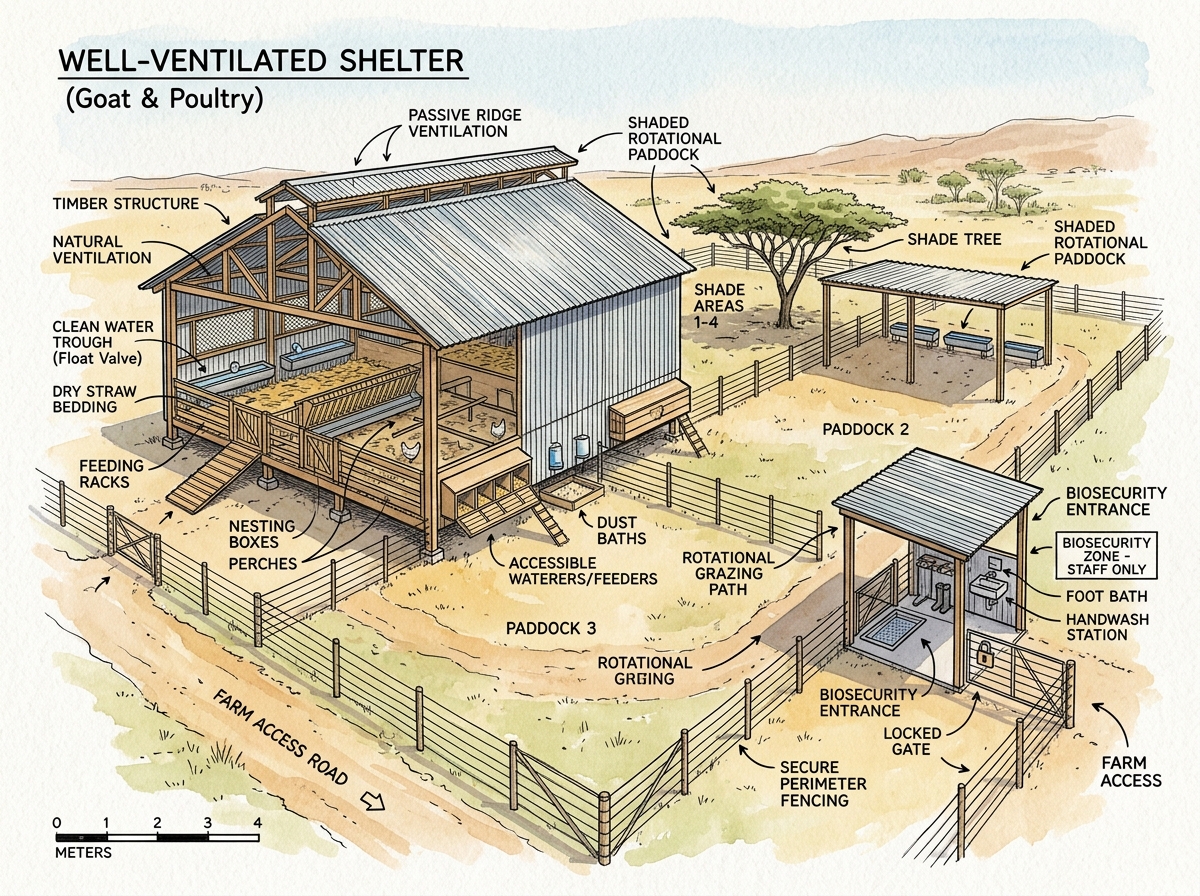 WELL-VENTILATED SHELTER
(Goat & Poultry)
PASSIVE RIDGE
VENTILATION
SHADED
ROTATIONAL
PADDOCK
TIMBER STRUCTURE
NATURAL
VENTILATION
SHADE TREE
SHADED
ROTATIONAL
PADDOCK
SHADE
AREAS
1-4
CLEAN WATER
TROUGH
(Float Valve)
DRY STRAW
BEDDING
PADDOCK 2
FEEDING
RACKS
NESTING
BOXES
PERCHES
DUST
BATHS
ACCESSIBLE
WATERERS/FEEDERS
ROTATIONAL
GRAZING
PATH
BIOSECURITY
ENTRANCE
BIOSECURITY
ZONE -
STAFF ONLY
FOOT BATH
HANDWASH
STATION
PADDOCK 3
ROTATIONAL
BIOSECURITY
ENTRANCE
LOCKED
GATE
FARM ACCESS ROAD
SECURE
PERIMETER
FENCING
FARM
ACCESS
0 1 2 3 4
METERS